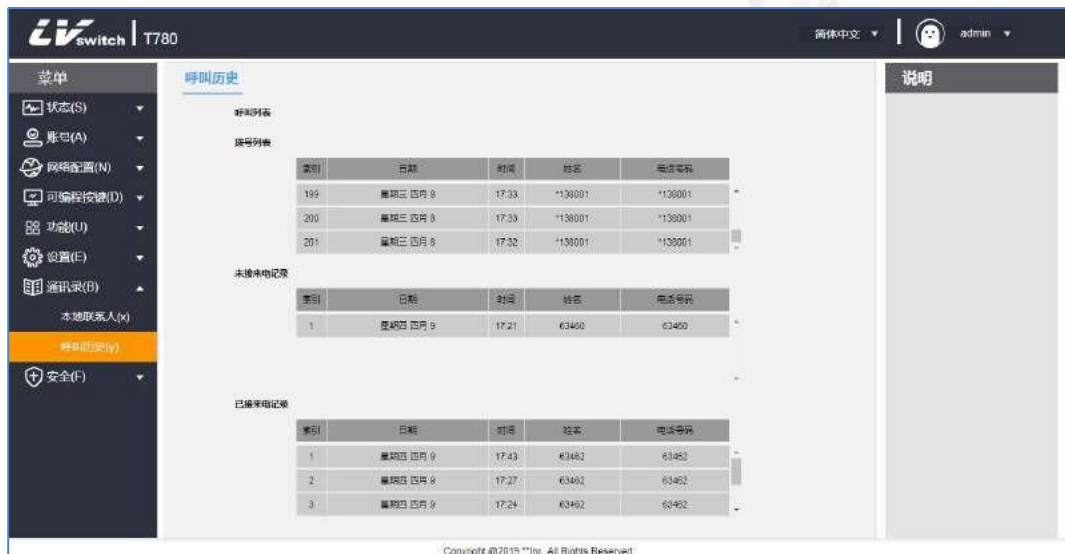 LVswitch T780
简体中文
admin
菜单
状态(S)
账号(A)
网络配置(N)
可编程按键(D)
功能(U)
设置(E)
通讯录(B)
本地联系人(x)
呼叫历史(y)
安全(F)
呼叫历史
呼叫列表
拨号列表
索引 日期 时间 姓名 电话号码
199 星期三 四月 8 17:33 *138001 *138001
200 星期三 四月 8 17:33 *138001 *138001
201 星期三 四月 8 17:32 *138001 *138001
未接来电记录
索引 日期 时间 姓名 电话号码
1 星期四 四月 9 17:21 63460 63460
已接来电记录
索引 日期 时间 姓名 电话号码
1 星期四 四月 9 17:43 63462 63462
2 星期四 四月 9 17:27 63462 63462
3 星期四 四月 9 17:24 63462 63462
说明
Copyright @2019 **Inc. All Rights Reserved